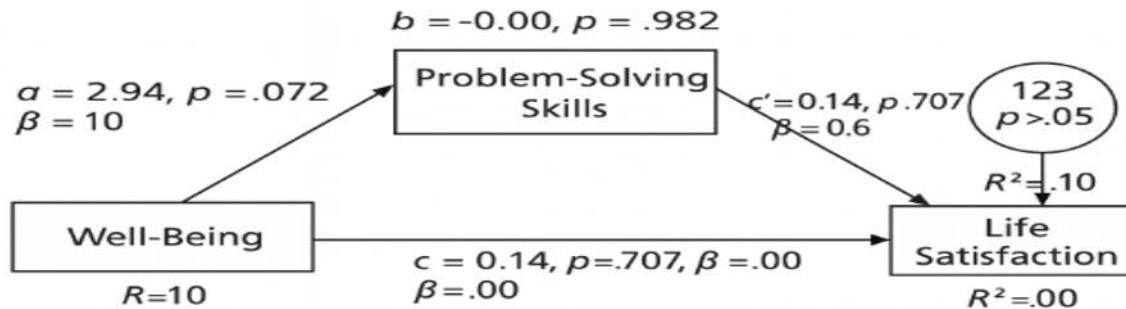 b = -0.00, p = .982
a = 2.94, p =.072
β = 10
Problem-Solving
Skills
c'=0.14, p .707
β = 0.6
123
p >.05
R²=.10
Well-Being
R=10
c = 0.14, p=.707, β =.00
β =.00
Life
Satisfaction
R²=.00